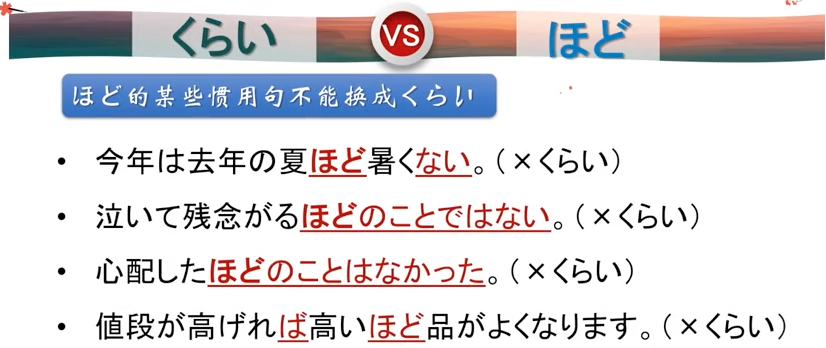 くらい VS ほど
ほど的某些惯用句不能换成くらい
• 今年は去年の夏ほど暑くない。(×くらい)
• 泣いて残念がるほどのことではない。(×くらい)
• 心配したほどのことはなかった。(×くらい)
• 値段が高げれば高いほど品がよくなります。(×くらい)